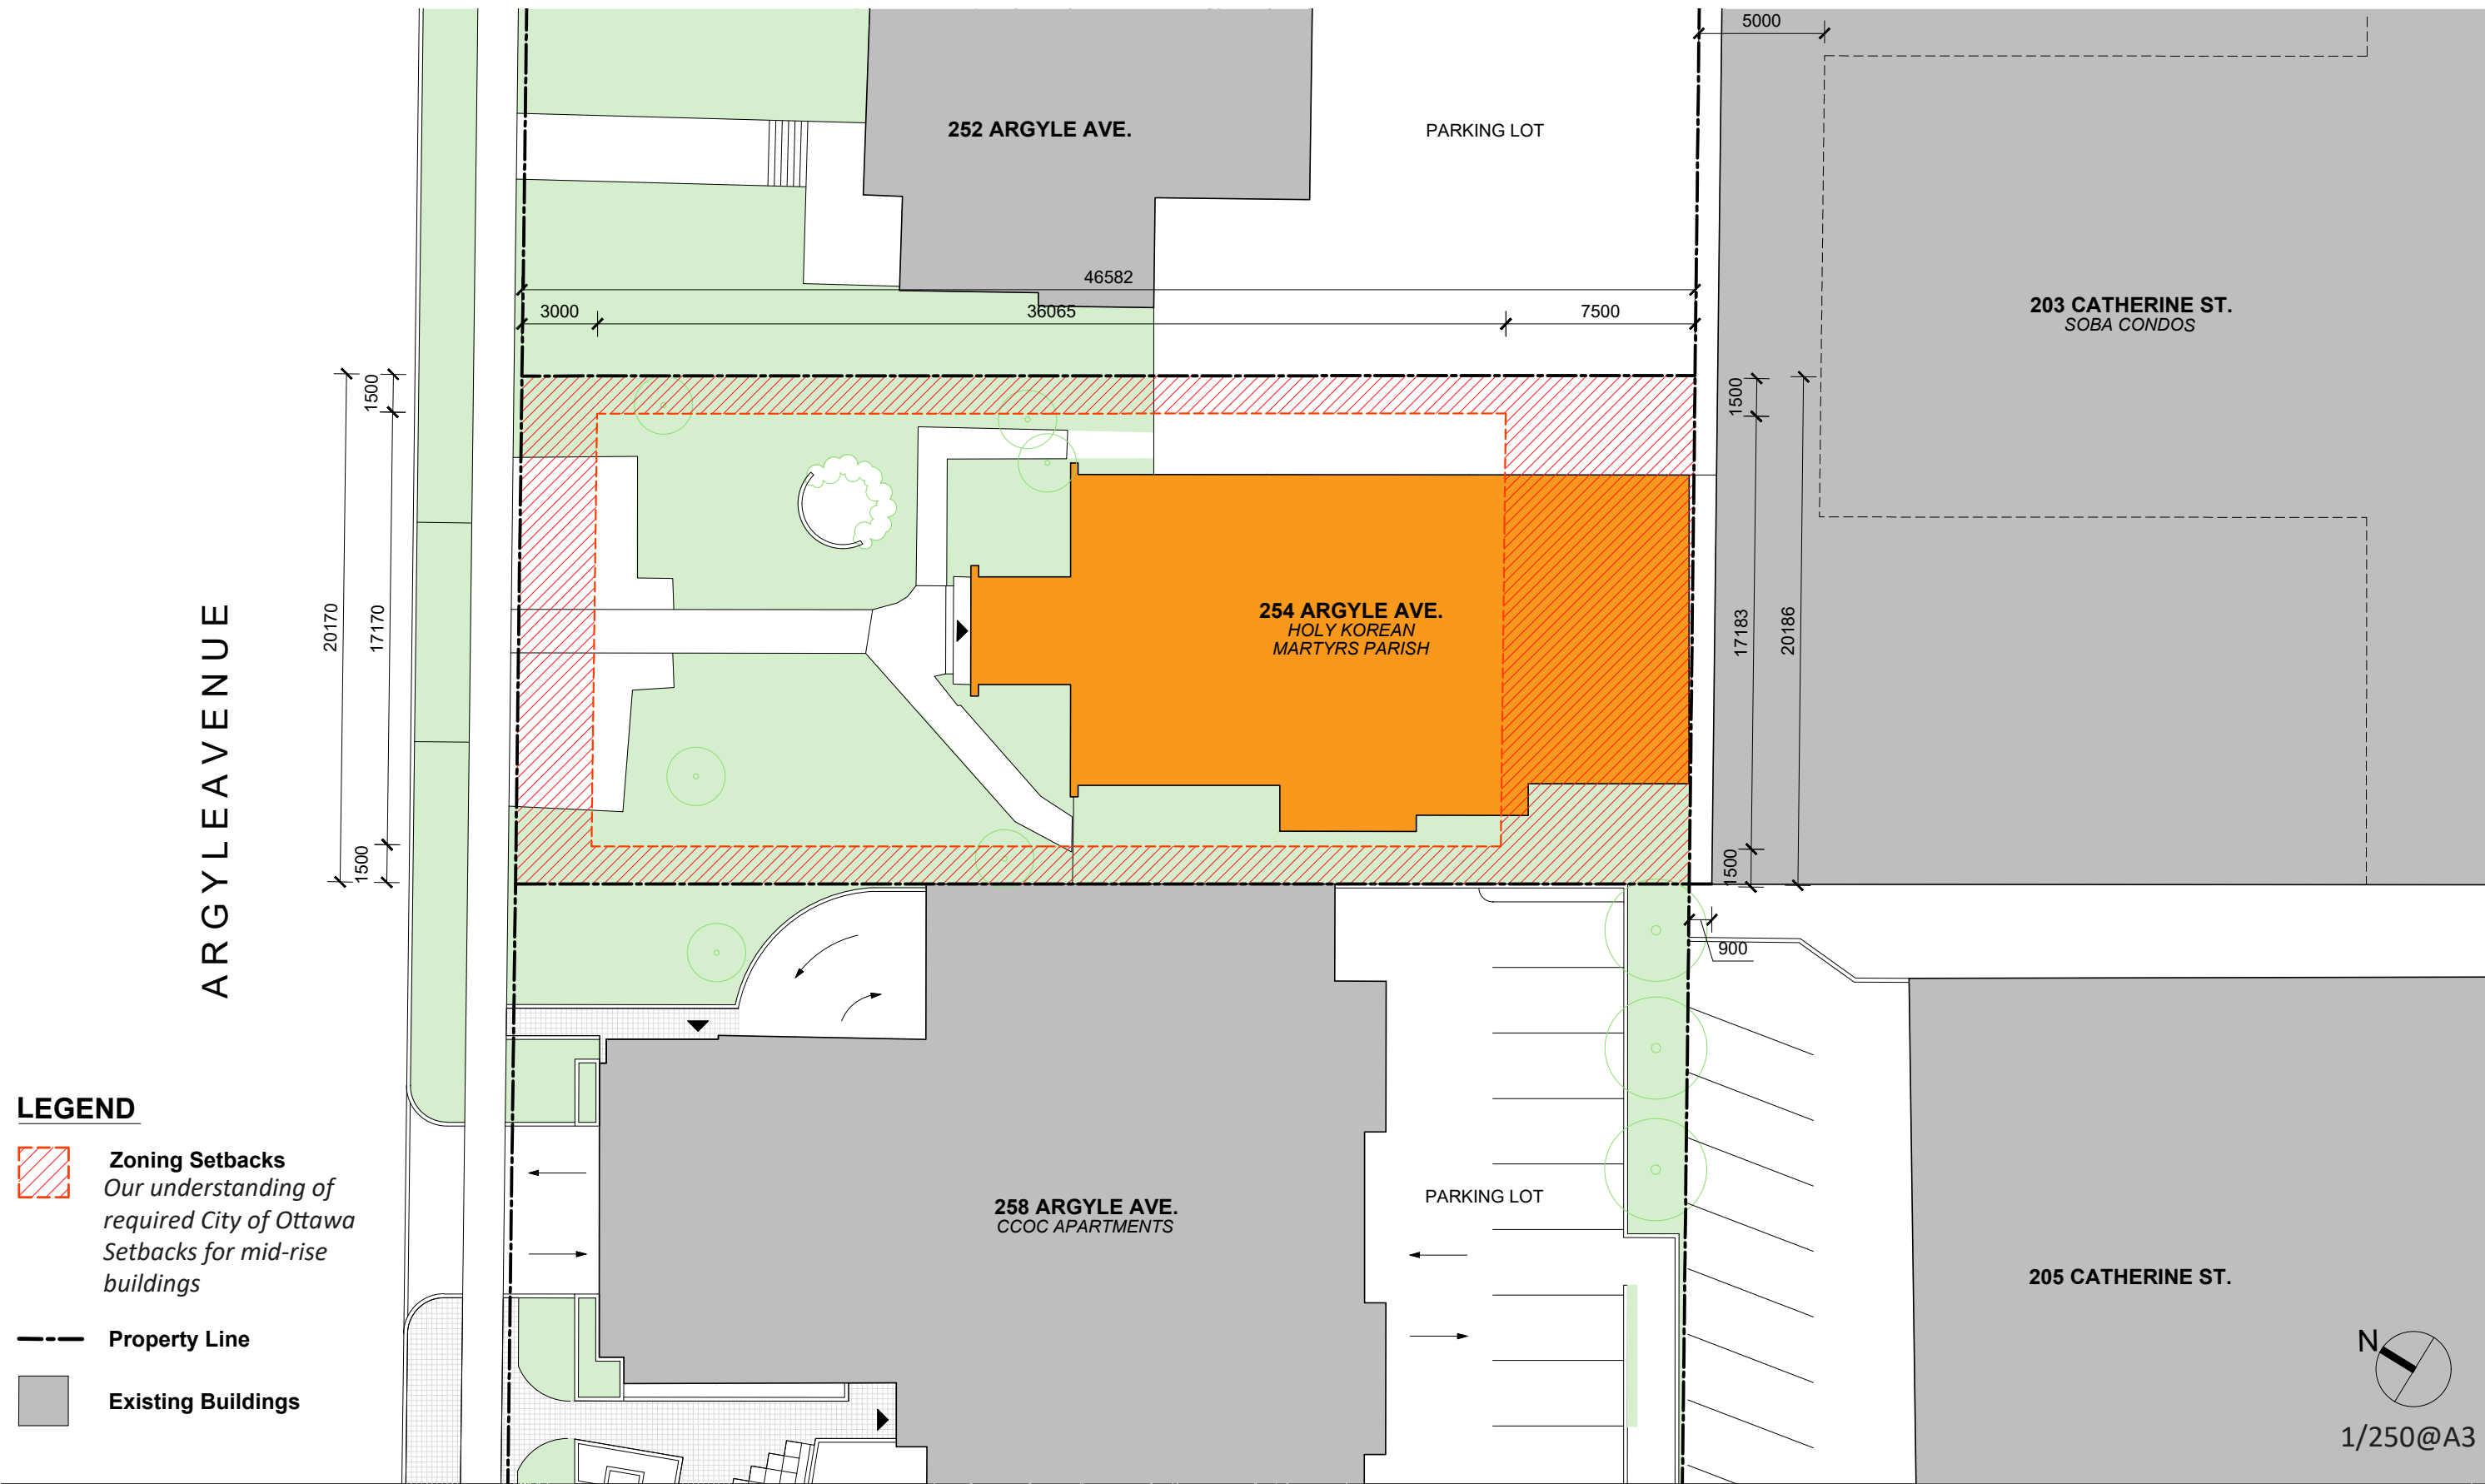 5000
252 ARGYLE AVE.
PARKING LOT
46582
3000
36065
7500
203 CATHERINE ST.
SOBA CONDOS
1500
1500
20170
17170
254 ARGYLE AVE.
HOLY KOREAN
MARTYRS PARISH
17183
20186
ARGYLEAVENUE
1500
1500
900
LEGEND
Zoning Setbacks
Our understanding of
required City of Ottawa
Setbacks for mid-rise
buildings
Property Line
Existing Buildings
258 ARGYLE AVE.
CCOC APARTMENTS
PARKING LOT
205 CATHERINE ST.
N
1/250@A3